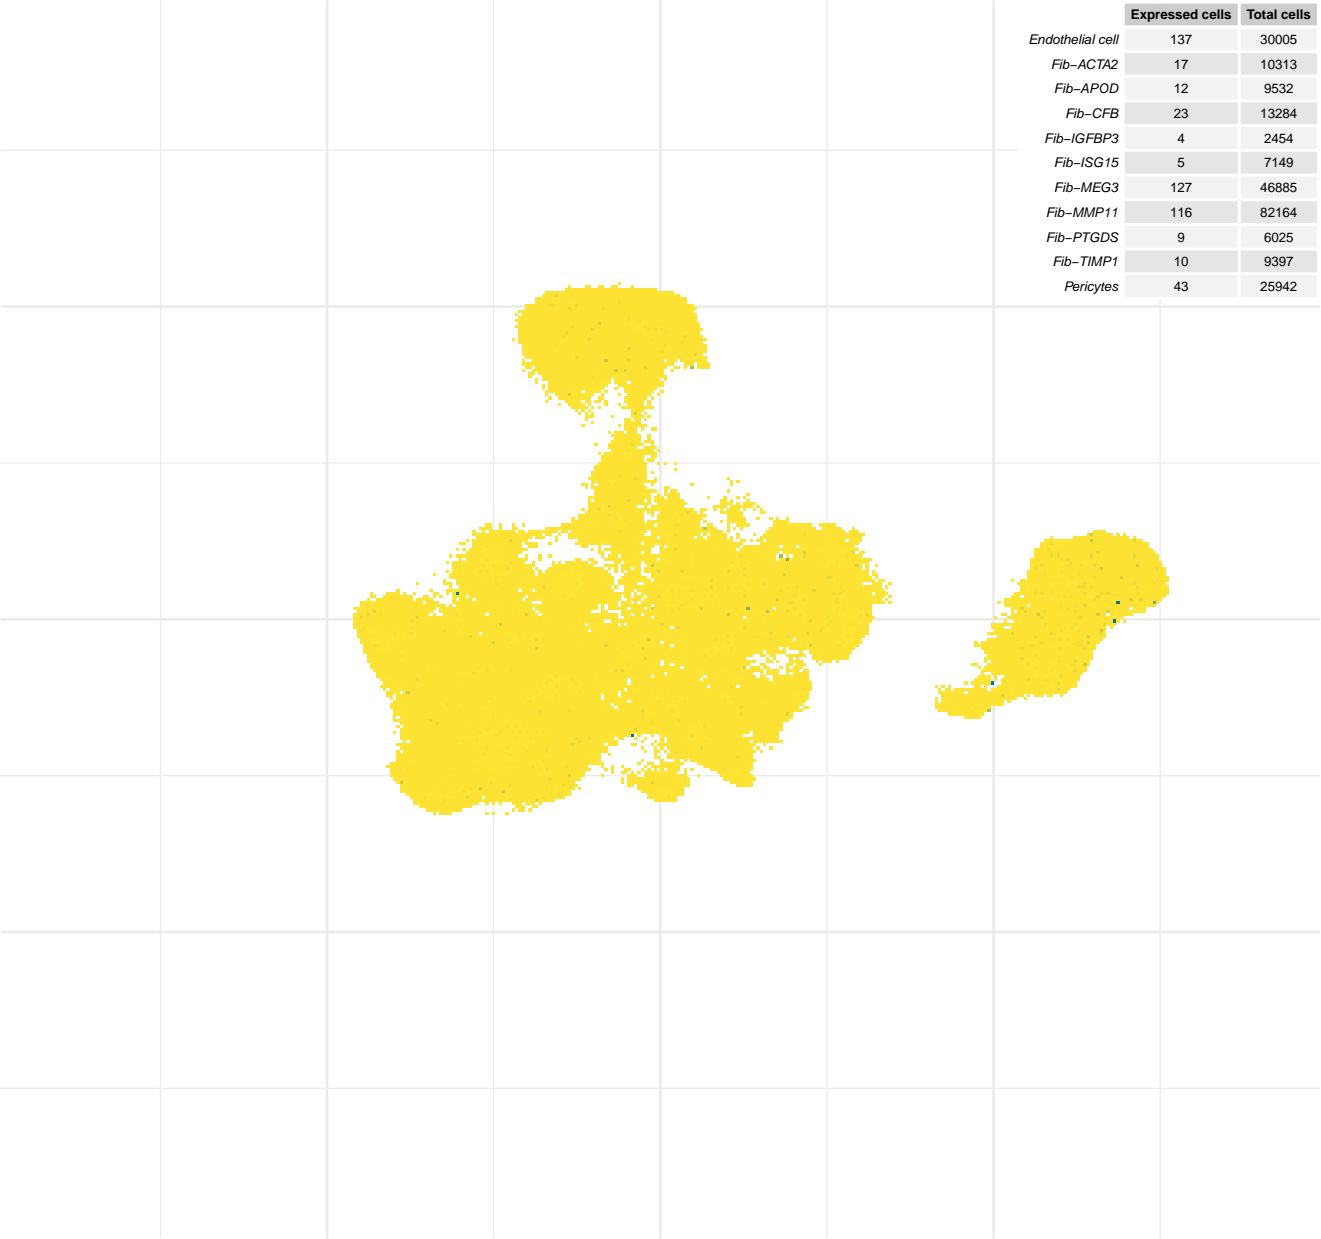 Expressed cells Total cells
Endothelial cell 137 30005
Fib−ACTA2 17 10313
Fib−APOD 12 9532
Fib−CFB 23 13284
Fib−IGFBP3 4 2454
Fib−ISG15 5 7149
Fib−MEG3 127 46885
Fib−MMP11 116 82164
Fib−PTGDS 9 6025
Fib−TIMP1 10 9397
Pericytes 43 25942